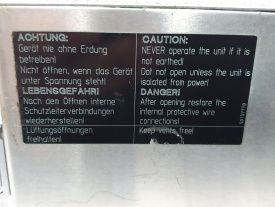 ACHTUNG:
Gerät nie ohne Erdung
betreiben!
Nicht öffnen, wenn das Gerät
unter Spannung steht!
LEBENSGEFAHR!
Nach dem Öffnen interne
Schutzleiterverbindungen
wiederherstellen!
Lüftungsöffnungen
freihalten!
CAUTION:
NEVER operate the unit if it is
not earthed!
Dot not open unless the unit is
isolated from power!
DANGER!
After opening restore the
internal protective wire
connections!
Keep vents free!